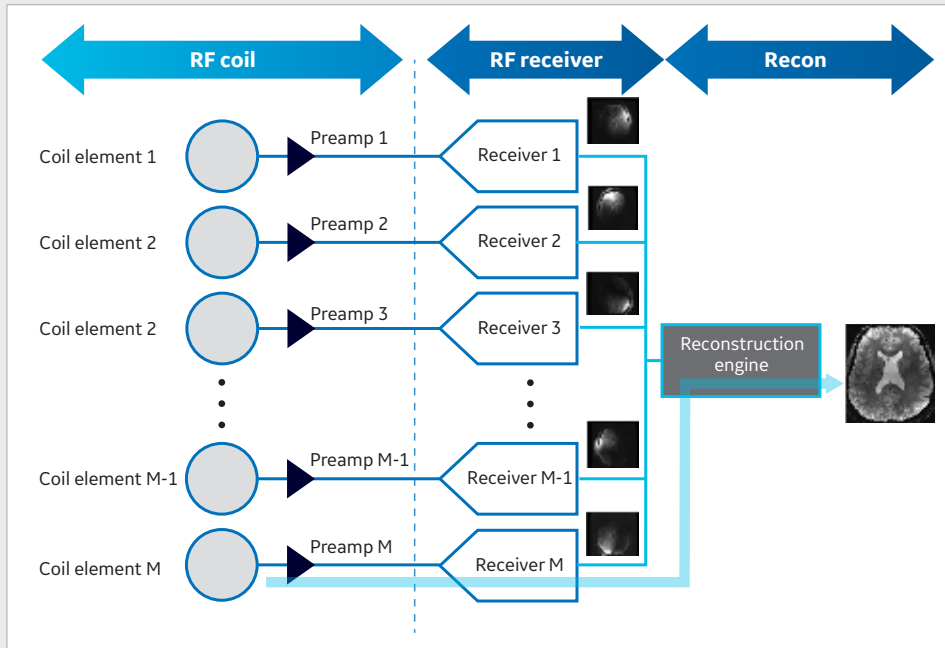 RF coil
RF receiver
Recon
Coil element 1
Preamp 1
Receiver 1
Coil element 2
Preamp 2
Receiver 2
Coil element 2
Preamp 3
Receiver 3
Reconstruction
engine
Coil element M-1
Preamp M-1
Receiver M-1
Coil element M
Preamp M
Receiver M